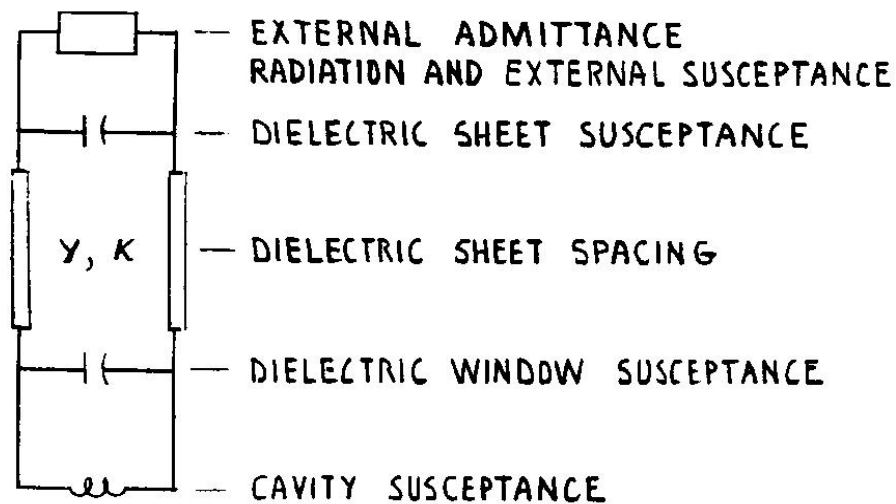 EXTERNAL ADMITTANCE
RADIATION AND EXTERNAL SUSCEPTANCE
DIELECTRIC SHEET SUSCEPTANCE
Y, K
DIELECTRIC SHEET SPACING
DIELECTRIC WINDOW SUSCEPTANCE
CAVITY SUSCEPTANCE